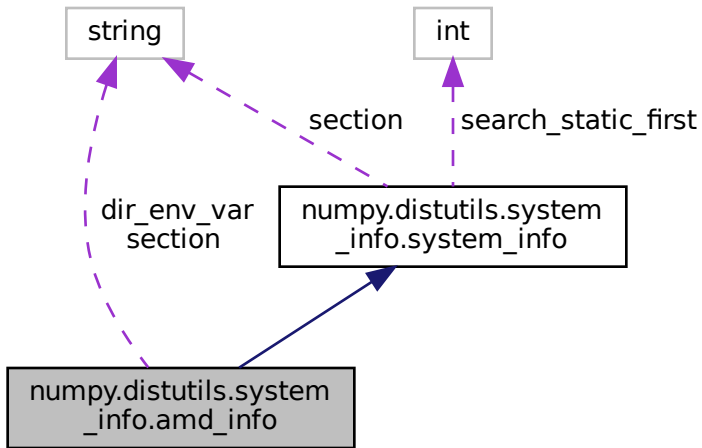 string
int
section
search_static_first
dir_env_var
section
numpy.distutils.system
_info.system_info
numpy.distutils.system
_info.amd_info